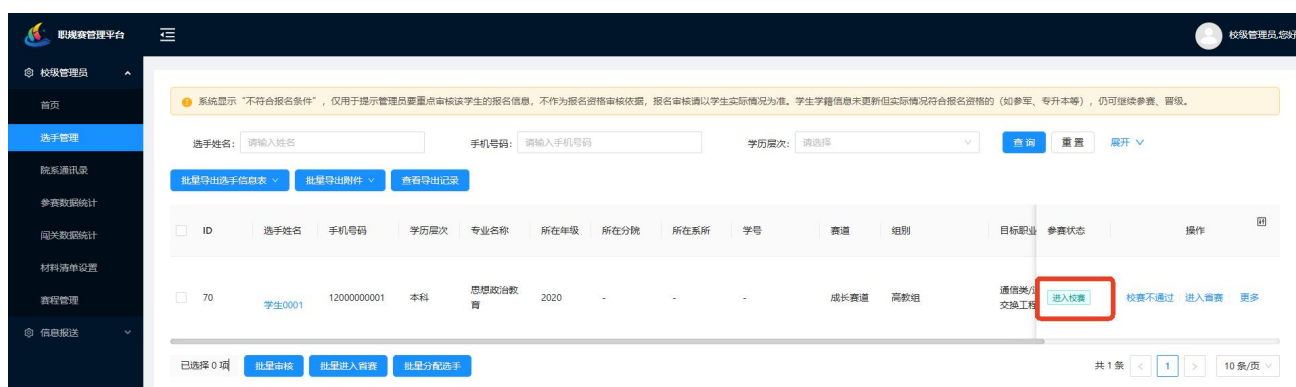 职规赛管理平台
校级管理员,您好
校级管理员
首页
选手管理
院系通讯录
参赛数据统计
闯关数据统计
材料清单设置
赛程管理
信息报送
系统显示“不符合报名条件”，仅用于提示管理员要重点审核该学生的报名信息，不作为报名资格审核依据，报名审核请以学生实际情况为准。学生学籍信息未更新但实际情况符合报名资格的（如参军、专升本等），仍可继续参赛、晋级。
选手姓名: 请输入姓名 手机号码: 请输入手机号码 学历层次: 请选择 查 询 重 置 展开
批量导出选手信息表 批量导出附件 查看导出记录
ID 选手姓名 手机号码 学历层次 专业名称 所在年级 所在分院 所在系所 学号 赛道 组别 目标职业 参赛状态 操作
70 学生0001 12000000001 本科 思想政治教 2020 - - - 成长赛道 高教组 通信类/ 进入校赛 校赛不通过 进入省赛 更多
育 交换工程
已选择 0 项 批量审核 批量进入省赛 批量分配选手 共 1 条 < 1 > 10 条/页